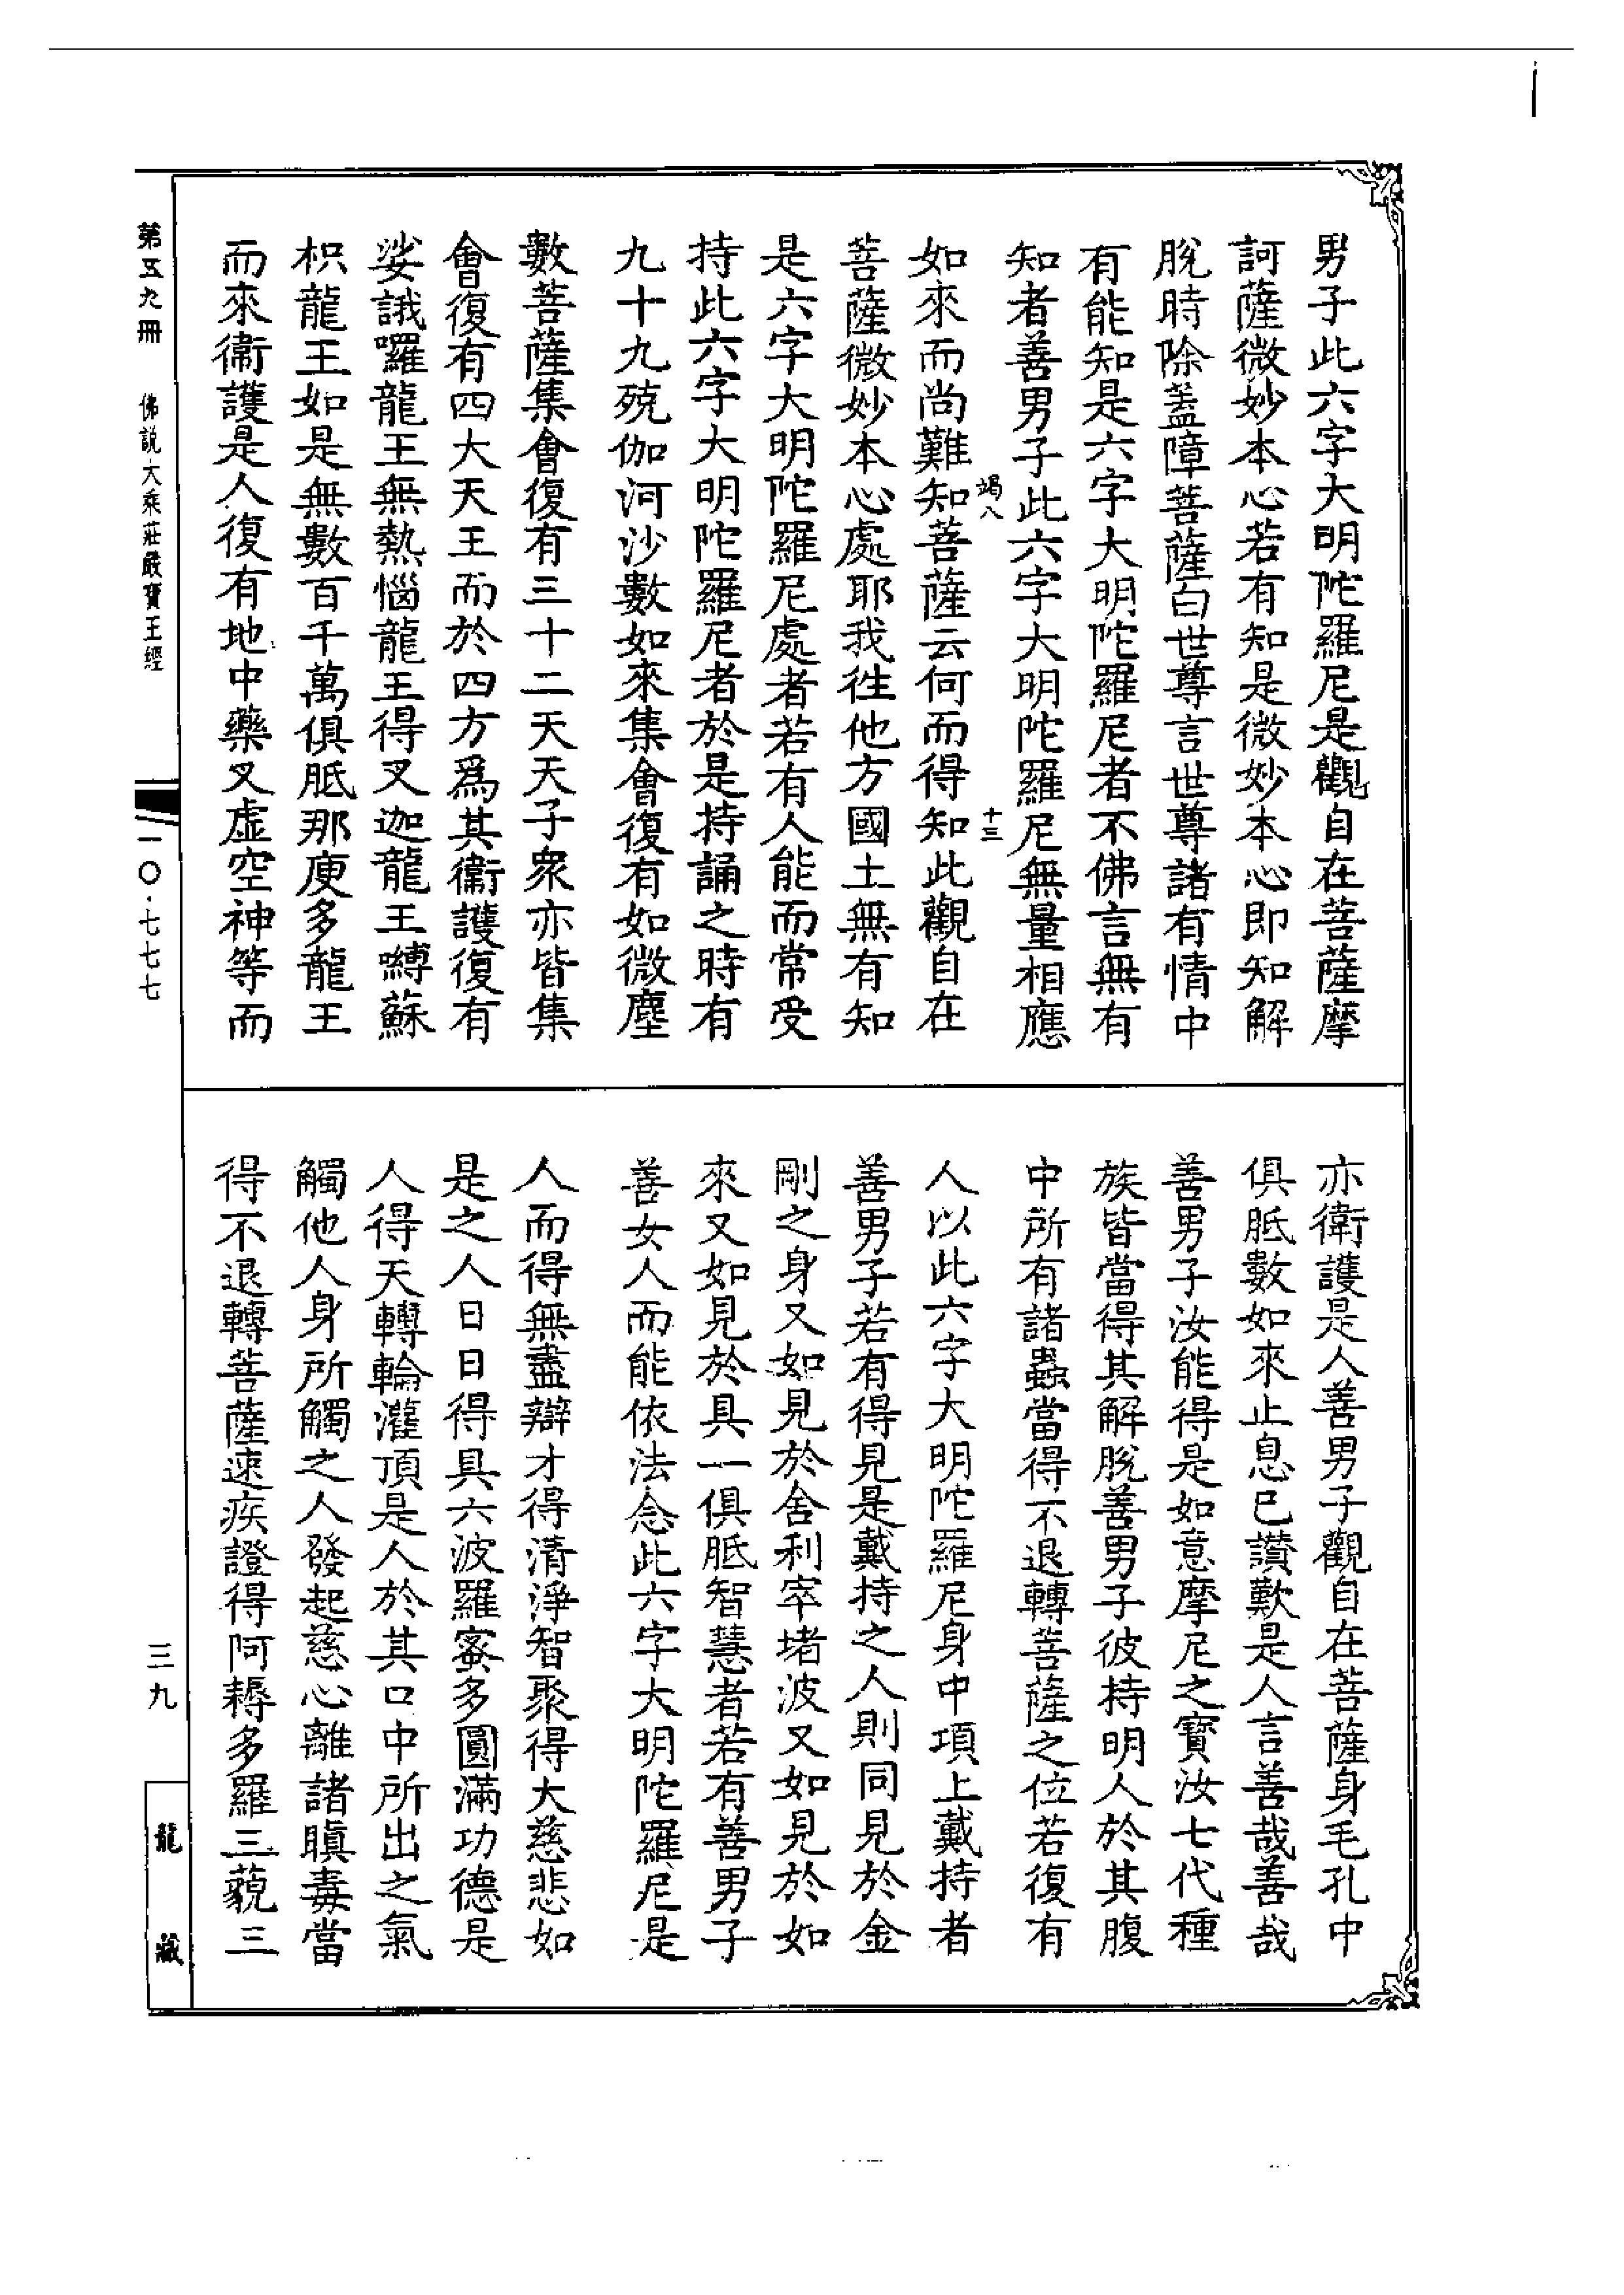 男子此六字大明陀羅尼是觀自在菩薩摩
訶薩微妙本心若有知是微妙本心即知解
脫時除蓋障菩薩白世尊言世尊諸有情中
有能知是六字大明陀羅尼者不佛言無有
知者善男子此六字大明陀羅尼無量相應
竭八
十三
如來而尚難知菩薩云何而得知此觀自在
菩薩微妙本心處耶我往他方國土無有知
是六字大明陀羅尼處者若有人能而常受
持此六字大明陀羅尼者於是持誦之時有
九十九殑伽河沙數如來集會復有如微塵
數菩薩集會復有三十二天天子衆亦皆集
會復有四大天王而於四方爲其衞護復有
娑誐囉龍王無熱惱龍王得叉迦龍王嚩蘇
枳龍王如是無數百千萬俱胝那庾多龍王
而來衞護是人復有地中藥叉虛空神等而
亦衛護是人善男子觀自在菩薩身毛孔中
俱胝數如來止息已讚歎是人言善哉善哉
善男子汝能得是如意摩尼之寶汝七代種
族皆當得其解脫善男子彼持明人於其腹
中所有諸蟲當得不退轉菩薩之位若復有
人以此六字大明陀羅尼身中項上戴持者
善男子若有得見是戴持之人則同見於金
剛之身又如見於舍利窣堵波又如見於如
來又如見於具一俱胝智慧者若有善男子
善女人而能依法念此六字大明陀羅尼是
人而得無盡辯才得清淨智聚得大慈悲如
是之人日日得具六波羅蜜多圓滿功德是
人得天轉輪灌頂是人於其口中所出之氣
觸他人身所觸之人發起慈心離諸瞋毒當
得不退轉菩薩速疾證得阿耨多羅三藐三
第五九冊
佛說大乘莊嚴寶王經
一〇·七七七
三九
龍藏